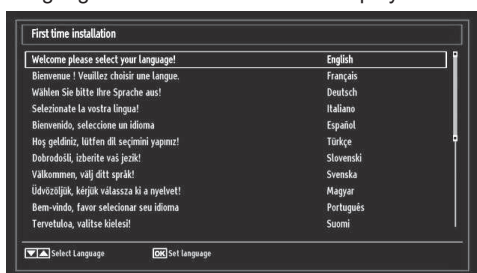 First time installation
Welcome please select your language! English
Bienvenue ! Veuillez choisir une langue. Français
Wählen Sie bitte Ihre Sprache aus! Deutsch
Selezionate la vostra lingua! Italiano
Bienvenido, seleccione un idioma Español
Hoş geldiniz, lütfen dil seçimini yapınız! Türkçe
Dobrodošli, izberite vaš jezik! Slovenski
Välkommen, välj ditt språk! Svenska
Üdvözöljük, kérjük válassza ki a nyelvet! Magyar
Bem-vindo, favor selecionar seu idioma Português
Tervetuloa, valitse kielesi! Suomi
Select Language OK Set language